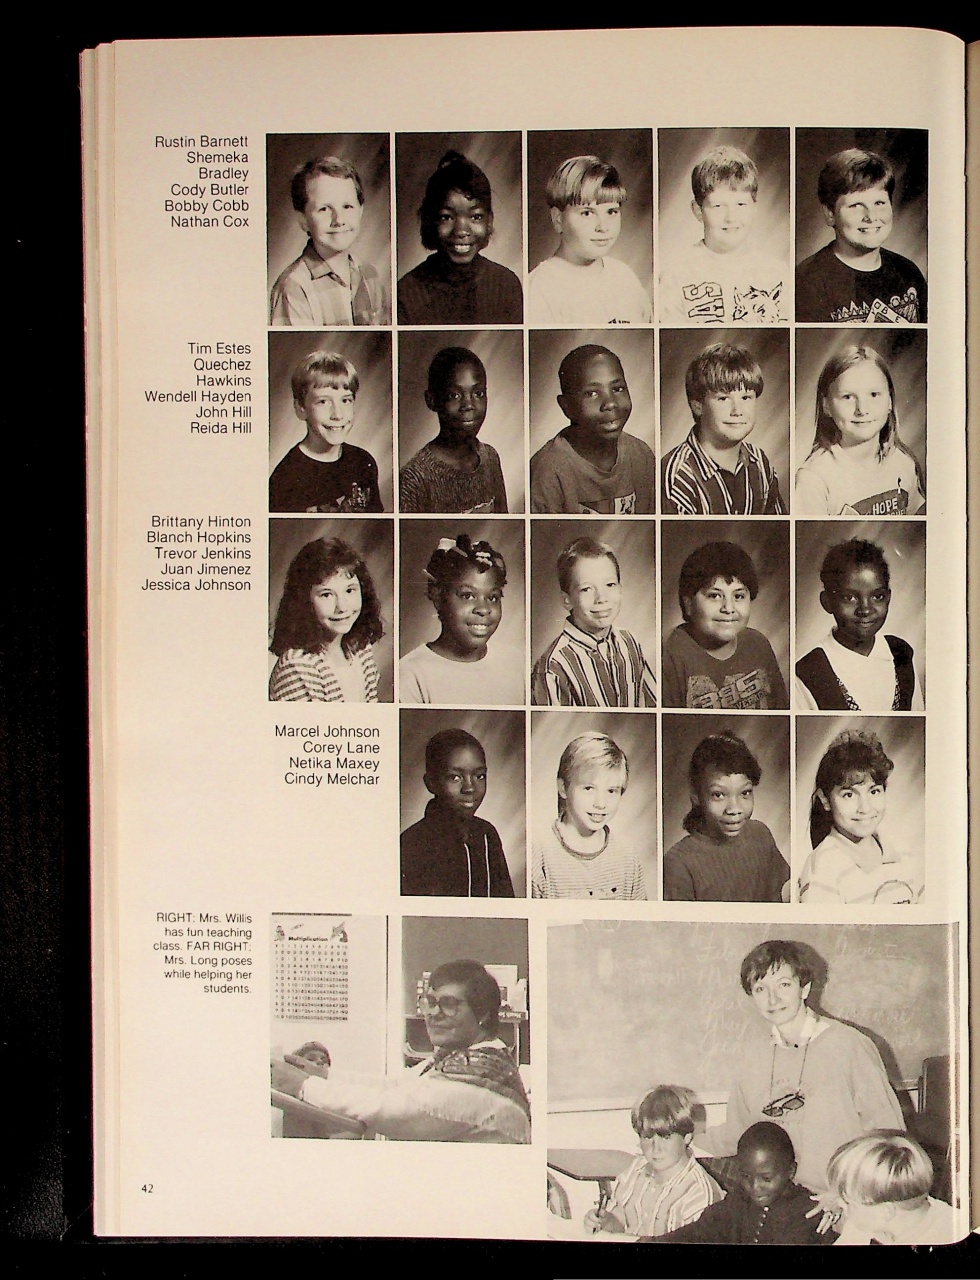 Rustin Barnett
Shemeka
Bradley
Cody Butler
Bobby Cobb
Nathan Cox
Tim Estes
Quechez
Hawkins
Wendell Hayden
John Hill
Reida Hill
HOPE
Brittany Hinton
Blanch Hopkins
Trevor Jenkins
Juan Jimenez
Jessica Johnson
Marcel Johnson
Corey Lane
Netika Maxey
Cindy Melchar
RIGHT: Mrs. Willis
has fun teaching
class. FAR RIGHT:
Mrs. Long poses
while helping her
students.
Multiplication
42